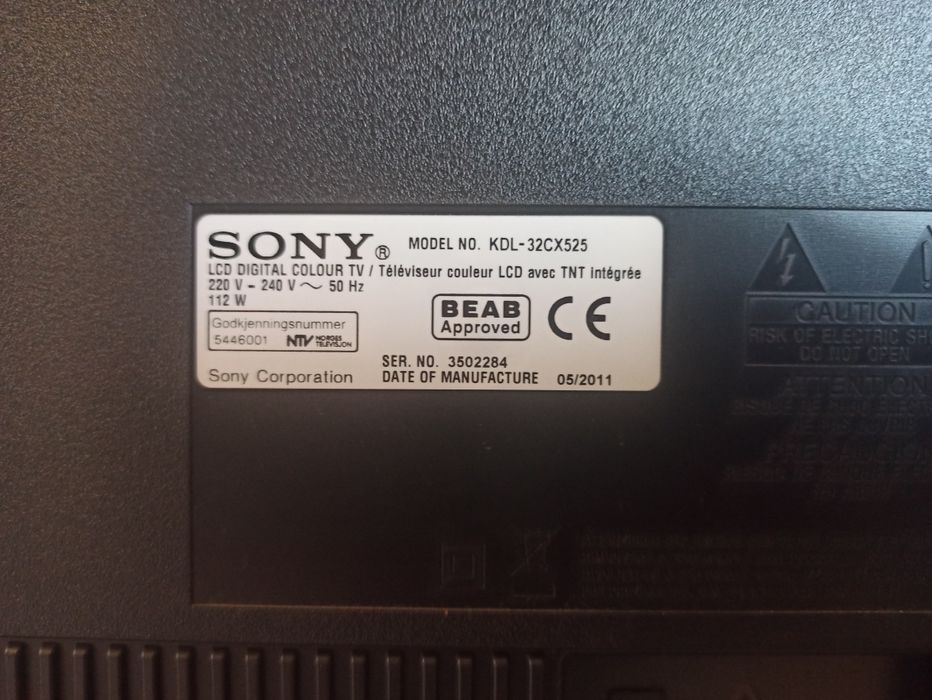 SONY®
MODEL NO. KDL-32CX525
LCD DIGITAL COLOUR TV / Téléviseur couleur LCD avec TNT intégrée
220 V - 240 V ~ 50 Hz
112 W
BEAB
Approved
CE
Godkjenningsnummer
5446001 NTV NORGES
TELEVISJON
SER. NO. 3502284
Sony Corporation
DATE OF MANUFACTURE 05/2011
CAUTION
RISK OF ELECTRIC
DO NOT OPEN
ATTENTION